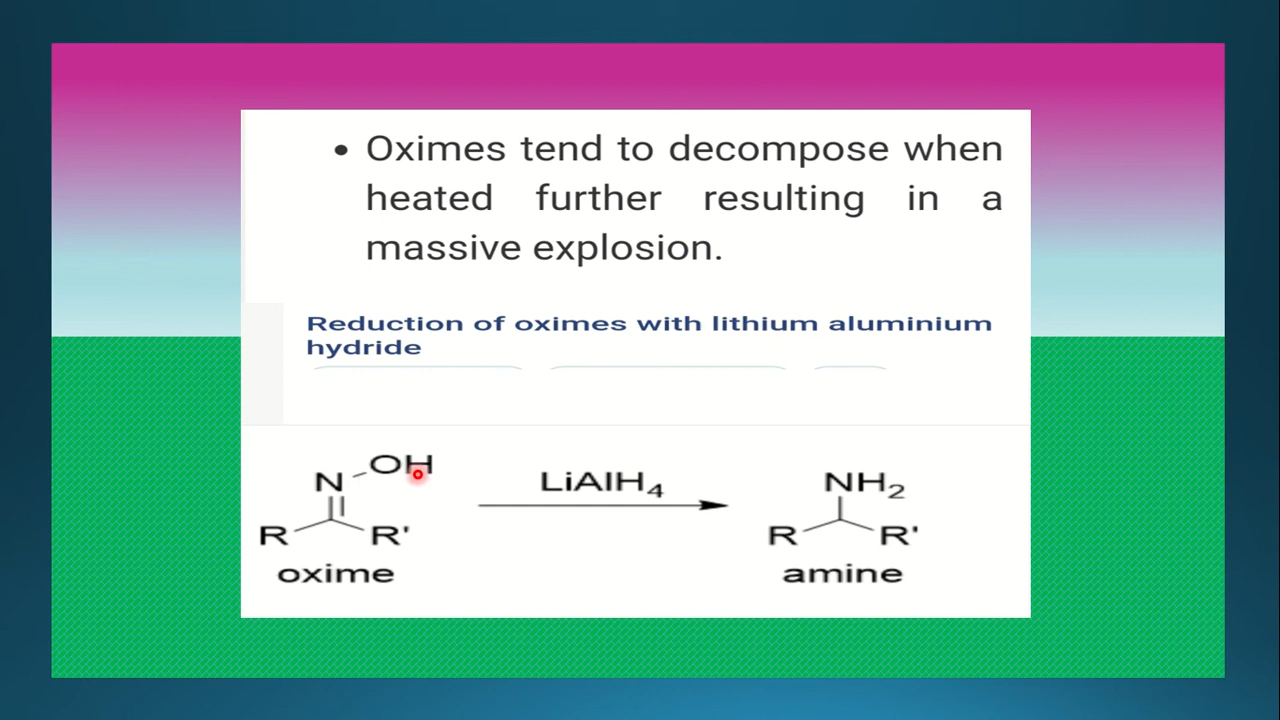 • Oximes tend to decompose when
heated further resulting in a
massive explosion.
Reduction of oximes with lithium aluminium
hydride
OH
N
LiAlH4
NH2
R R'
R R'
oxime
amine